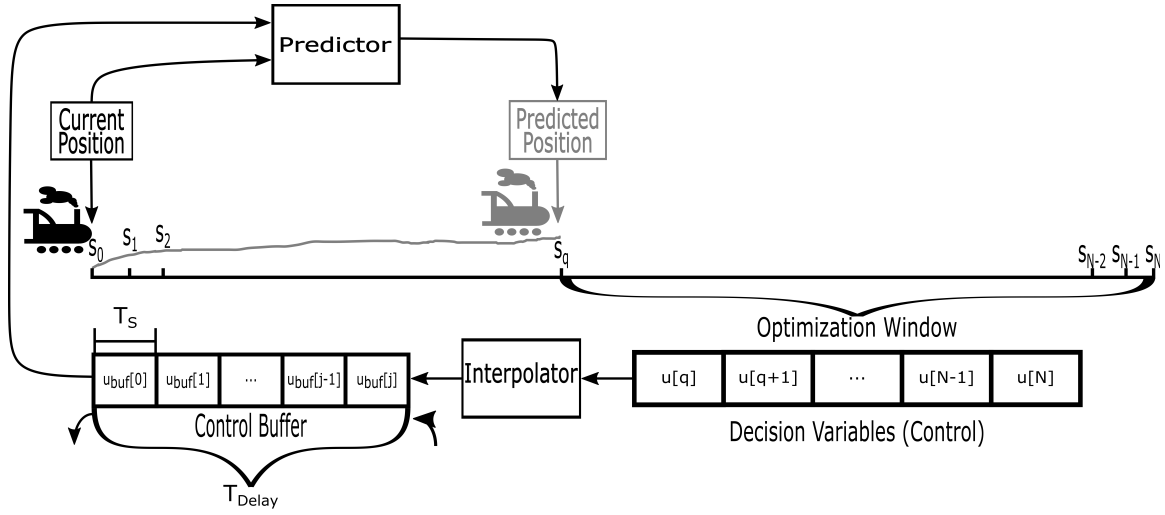 Predictor
Current
Position
Predicted
Position
S0
S1
S2
Sq
SN-2
SN-1
SN
Optimization Window
TS
ubuf[0]
ubuf[1]
...
ubuf[j-1]
ubuf[j]
Interpolator
u[q]
u[q+1]
...
u[N-1]
u[N]
Control Buffer
Decision Variables (Control)
TDelay